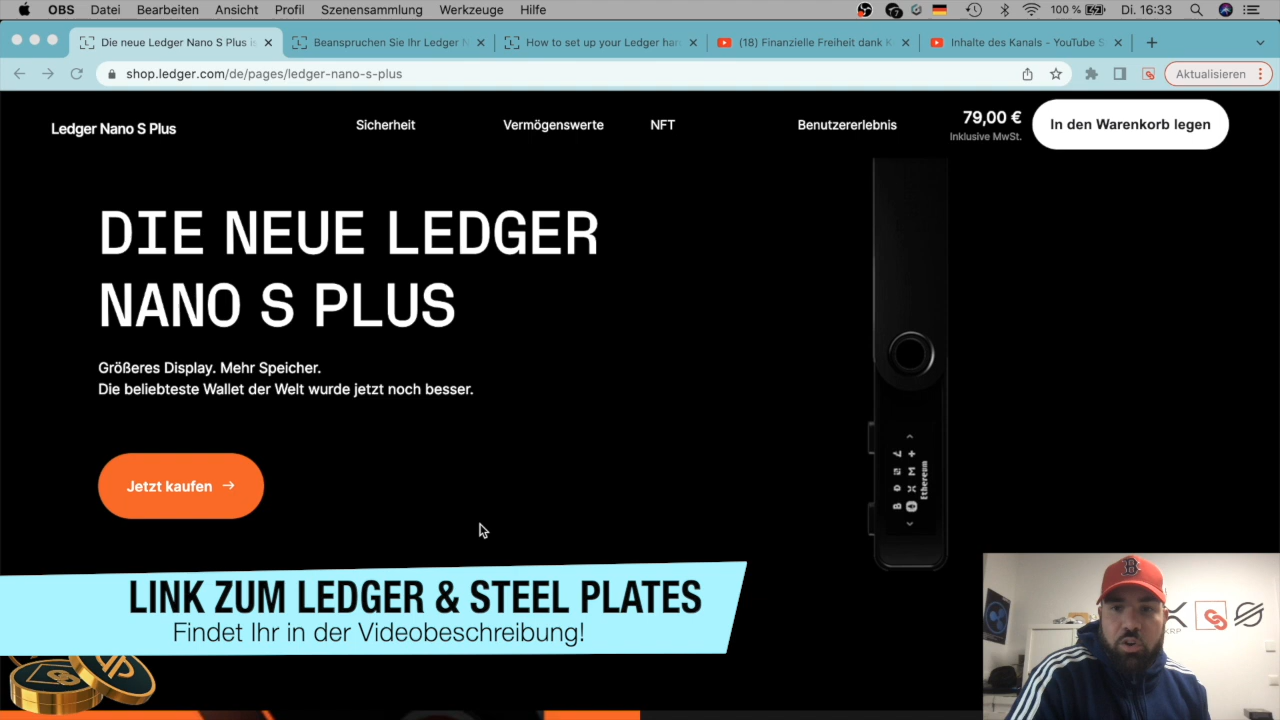 OBS Datei Bearbeiten Ansicht Profil Szenensammlung Werkzeuge Hilfe 7 100 % Di. 16:33
Die neue Ledger Nano S Plus is
Beanspruchen Sie Ihr Ledger N
How to set up your Ledger har
(18) Finanzielle Freiheit dank K
Inhalte des Kanals - YouTube S
shop.ledger.com/de/pages/ledger-nano-s-plus
Aktualisieren
Ledger Nano S Plus
Sicherheit
Vermögenswerte
NFT
Benutzererlebnis
79,00 €
Inklusive MwSt.
In den Warenkorb legen
DIE NEUE LEDGER
NANO S PLUS
Größeres Display. Mehr Speicher.
Die beliebteste Wallet der Welt wurde jetzt noch besser.
Jetzt kaufen →
Ethereum
LINK ZUM LEDGER & STEEL PLATES
Findet Ihr in der Videobeschreibung!
B
XRP